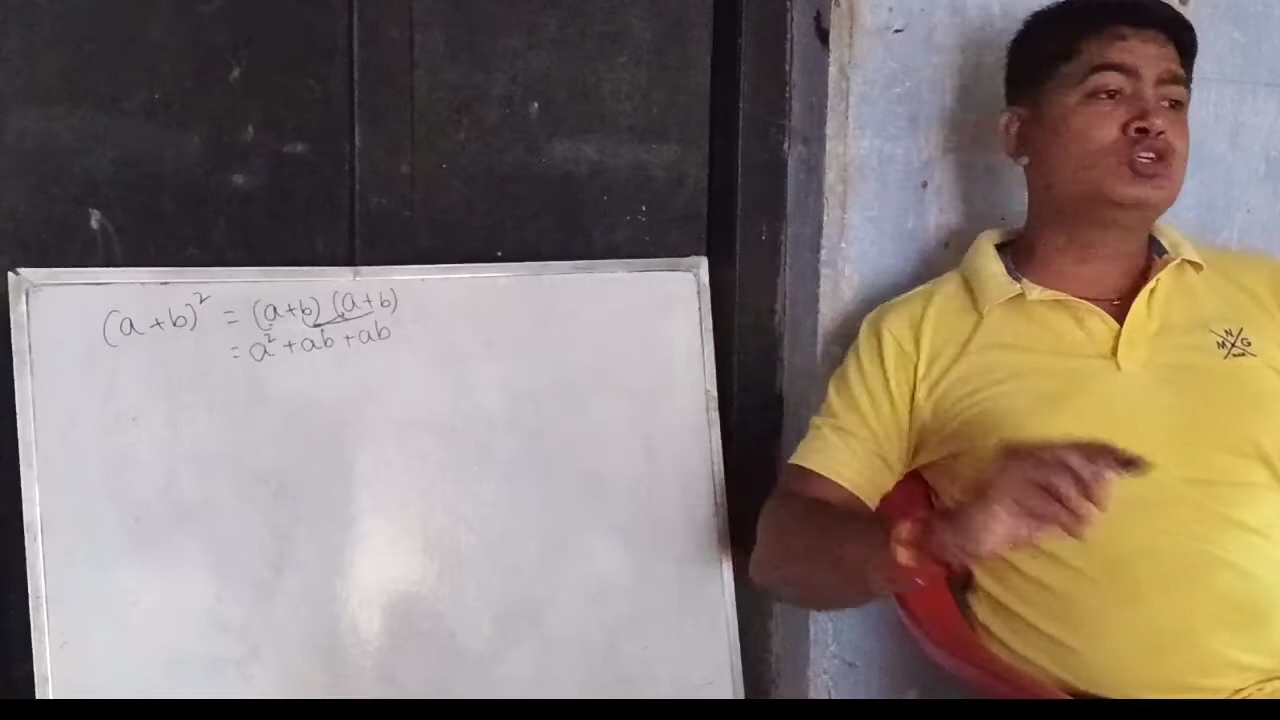 (a+b)² = (a+b) (a+b)
= a² + ab + ab
M N G